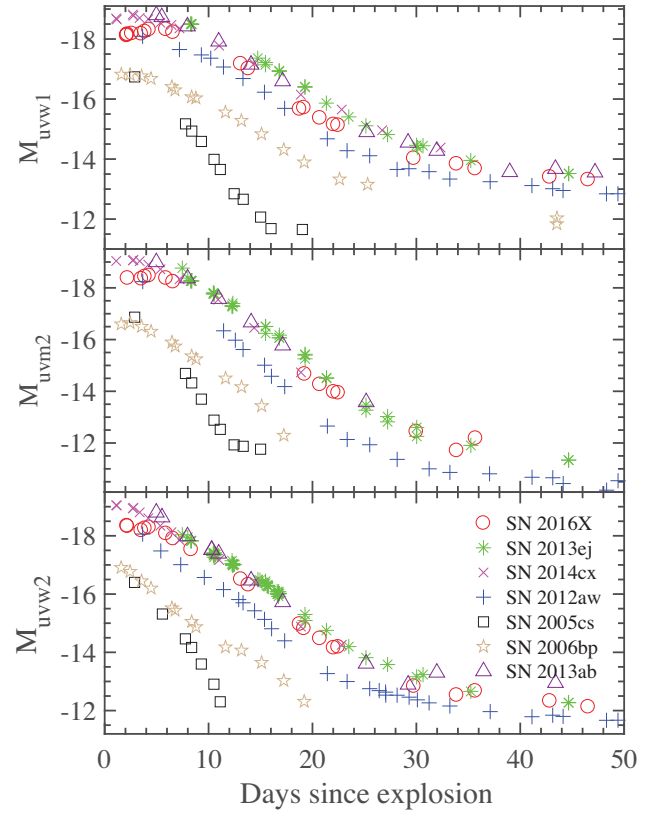 -18
-16
-14
-12
M_uvw1
-18
-16
-14
-12
M_uvm2
-18
-16
-14
-12
M_uvw2
SN 2016X
SN 2013ej
SN 2014cx
SN 2012aw
SN 2005cs
SN 2006bp
SN 2013ab
0 10 20 30 40 50
Days since explosion